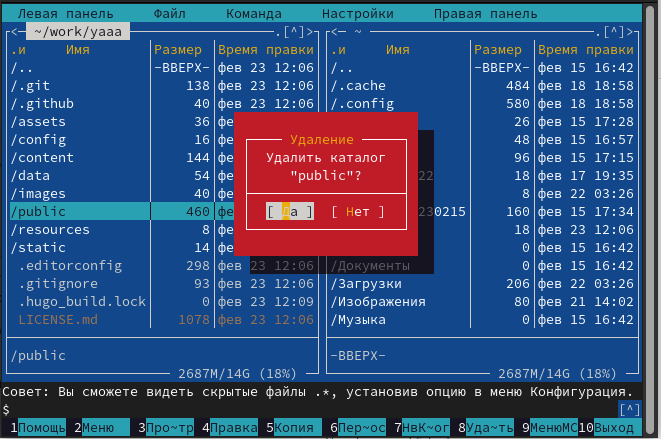 Левая панель Файл Команда Настройки Правая панель
<─ ~/work/yaaa .[^]> <─ ~ .[^]>
.и Имя Размер Время правки .и Имя Размер Время правки
/.. -ВВЕРХ- фев 23 12:06 /.. -ВВЕРХ- фев 15 16:42
/.git 138 фев 23 12:06 /.cache 484 фев 18 18:58
/.github 40 фев 23 12:06 /.config 580 фев 18 18:58
/assets 36 фе 26 фев 15 17:28
/config 16 фе Удаление 48 фев 15 16:57
/content 144 фе Удалить каталог 96 фев 15 17:15
/data 54 фе "public"? 22 18 фев 17 19:35
/images 40 фе 8 фев 22 03:26
/public 460 фе [ Да ] [ Нет ] 230215 160 фев 15 17:34
/resources 8 фе 18 фев 23 12:06
/static 14 фе 0 фев 15 16:42
.editorconfig 298 фев 23 12:06 /Документы 0 фев 15 16:42
.gitignore 93 фев 23 12:06 /Загрузки 206 фев 22 03:26
.hugo_build.lock 0 фев 23 12:09 /Изображения 80 фев 21 14:02
LICENSE.md 1078 фев 23 12:06 /Музыка 0 фев 15 16:42
/public -ВВЕРХ-
2687M/14G (18%) 2687M/14G (18%)
Совет: Вы сможете видеть скрытые файлы .*, установив опцию в меню Конфигурация.
$ [^]
1Помощь 2Меню 3Про~тр 4Правка 5Копия 6Пер~ос 7НвК~ог 8Уда~ть 9МенюMC 10Выход